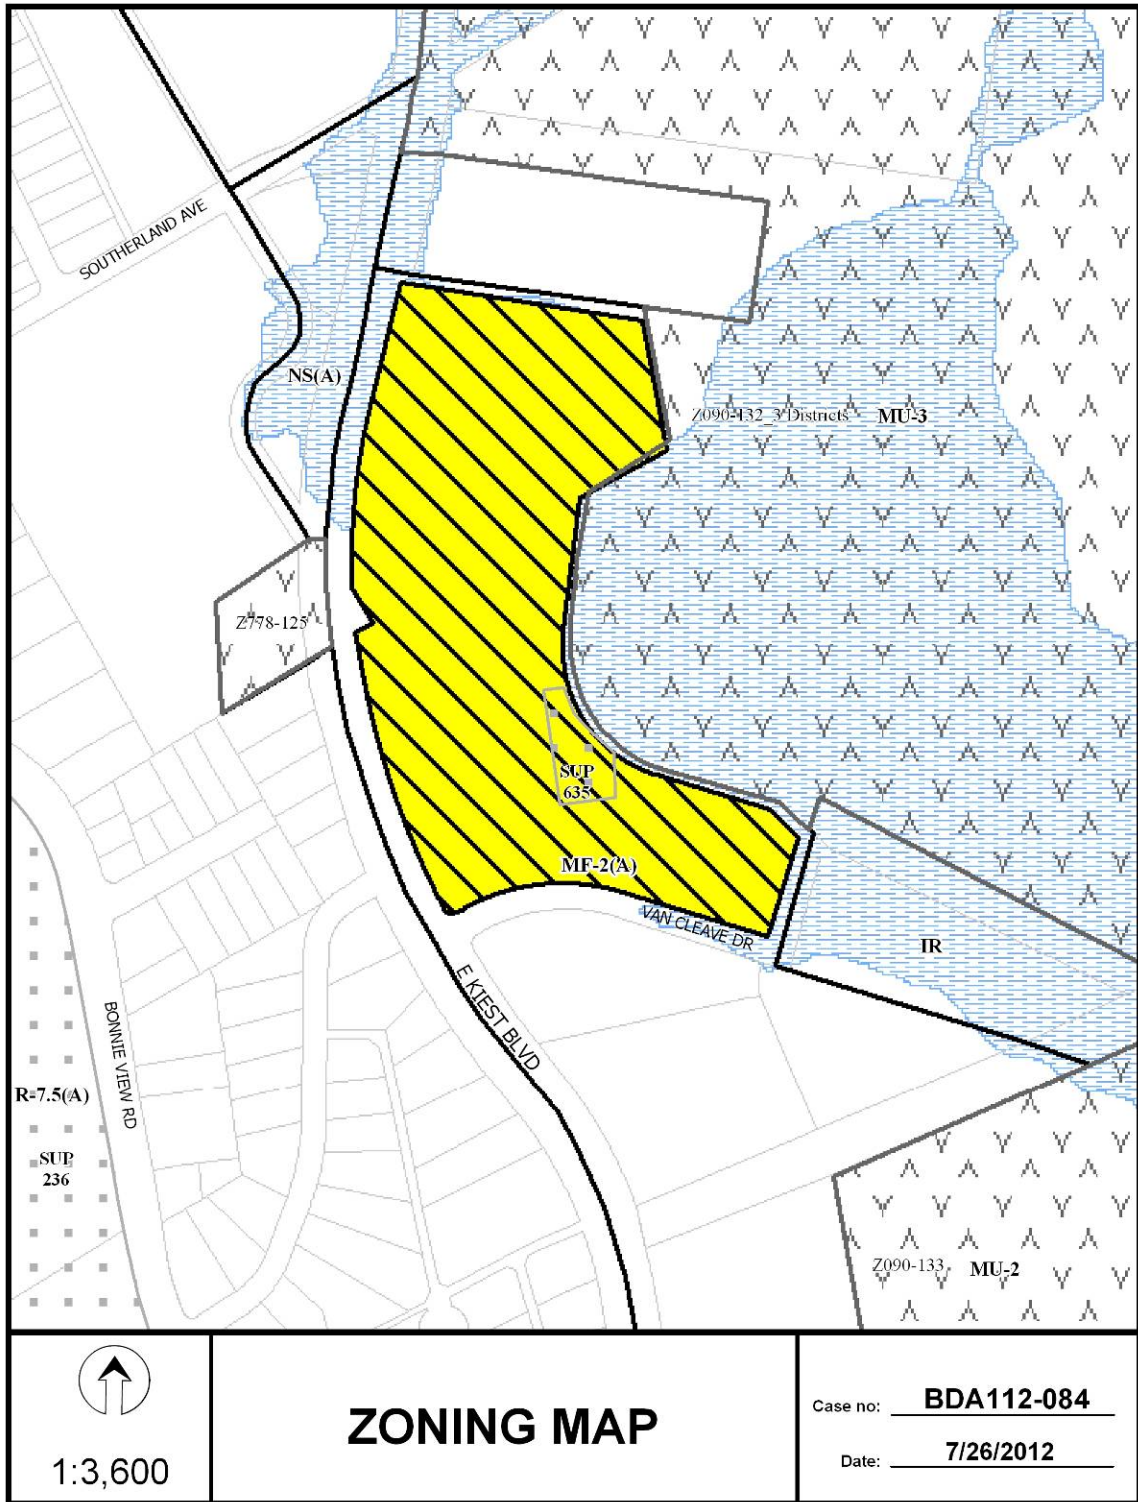 SOUTHERLAND AVE
NS(A)
Z090-132_3 Districts
MU-3
Z778-125
SUP
635
MF-2(A)
VAN CLEAVE DR
IR
E KIEST BLVD
BONNIE VIEW RD
R-7.5(A)
SUP
236
Z090-133
MU-2
1:3,600
ZONING MAP
Case no: BDA112-084
Date: 7/26/2012